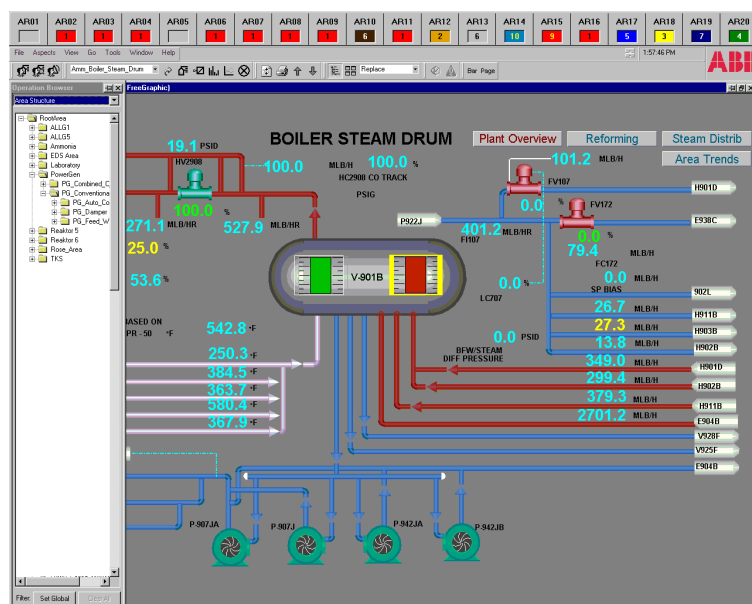 AR01 AR02 AR03 AR04 AR05 AR06 AR07 AR08 AR09 AR10 AR11 AR12 AR13 AR14 AR15 AR16 AR17 AR18 AR19 AR20
1 1 1 1 1 1 1 6 1 2 6 10 9 1 5 3 7 4
File Aspects View Go Tools Window Help
1:57:46 PM
ABB
Amm_Boiler_Steam_Drum
Replace
Bar Page
Operation Browser
FreeGraphic)
Area Structure
RootArea
ALLG1
ALLG5
Ammonia
EDS Area
Laboratory
PowerGen
PG_Combined_C
PG_Conventiona
PG_Auto_Co
PG_Damper
PG_Feed_W
Reaktor 5
Reaktor 6
Rose_Area
TKS
Filter: Set Global Clear All
BOILER STEAM DRUM
Plant Overview Reforming Steam Distrib
Area Trends
19.1 PSID
HV2908
100.0 MLB/H 100.0 %
HC2908 CO TRACK
PSIG
100.0 %
271.1 MLB/HR 527.9 MLB/HR
25.0 %
53.6 %
101.2 MLB/H
FV107
0.0 %
H901D
FV172
P922J
401.2 MLB/HR
FI107
0.0 %
E938C
79.4 MLB/H
FC172
0.0 MLB/H
SP BIAS
V-901B
0.0 %
LC707
902L
26.7 MLB/H
H911B
27.3 MLB/H
H903B
13.8 MLB/H
H902B
BASED ON
PR - 50 °F
542.8 °F
0.0 PSID
BFW/STEAM
DIFF PRESSURE
250.3 °F
384.5 °F
363.7 °F
580.4 °F
367.9 °F
349.0 MLB/H
H901D
299.4 MLB/H
H902B
379.3 MLB/H
H911B
2701.2 MLB/H
E904B
V928F
V925F
E904B
P-907JA P-907J P-942JA P-942JB